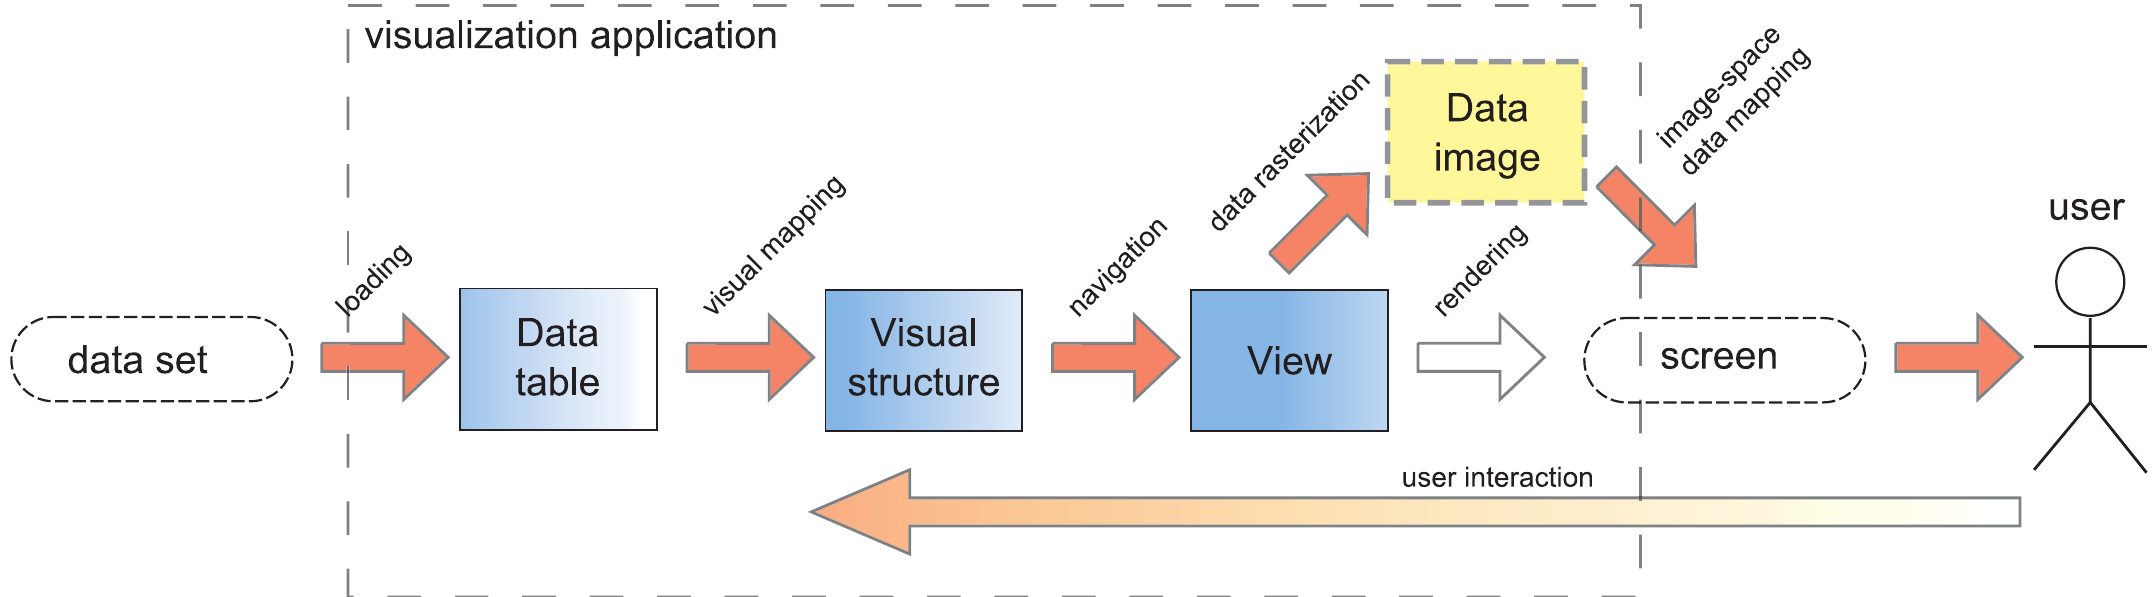 visualization application
data set
loading
Data
table
visual mapping
Visual
structure
navigation
View
data rasterization
Data
image
image-space
data mapping
rendering
screen
user
user interaction